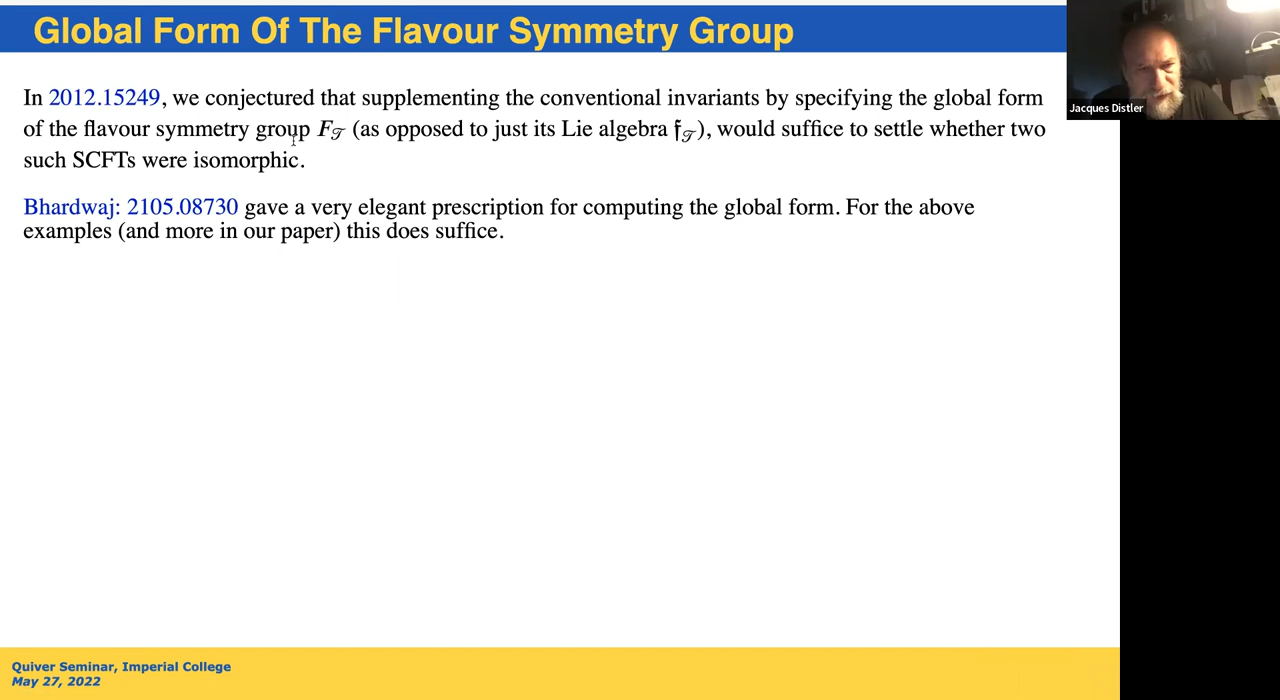 Global Form Of The Flavour Symmetry Group
Jacques Distler
In 2012.15249, we conjectured that supplementing the conventional invariants by specifying the global form
of the flavour symmetry group F_𝒯 (as opposed to just its Lie algebra 𝔣_𝒯), would suffice to settle whether two
such SCFTs were isomorphic.
Bhardwaj: 2105.08730 gave a very elegant prescription for computing the global form. For the above
examples (and more in our paper) this does suffice.
Quiver Seminar, Imperial College
May 27, 2022